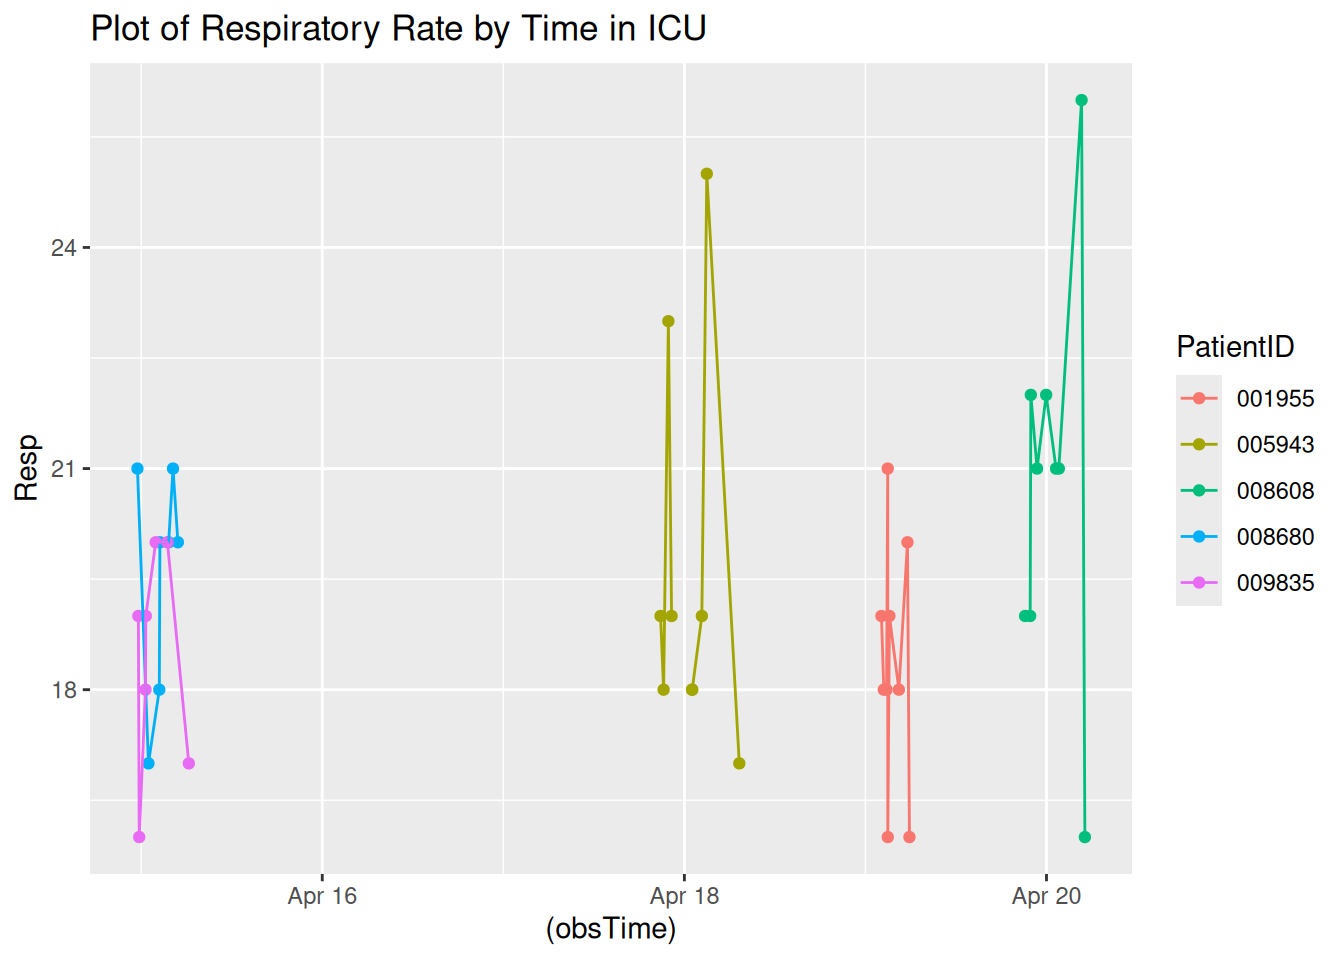 Plot of Respiratory Rate by Time in ICU
24
21
18
Resp
Apr 16
Apr 18
Apr 20
(obsTime)
PatientID
001955
005943
008608
008680
009835